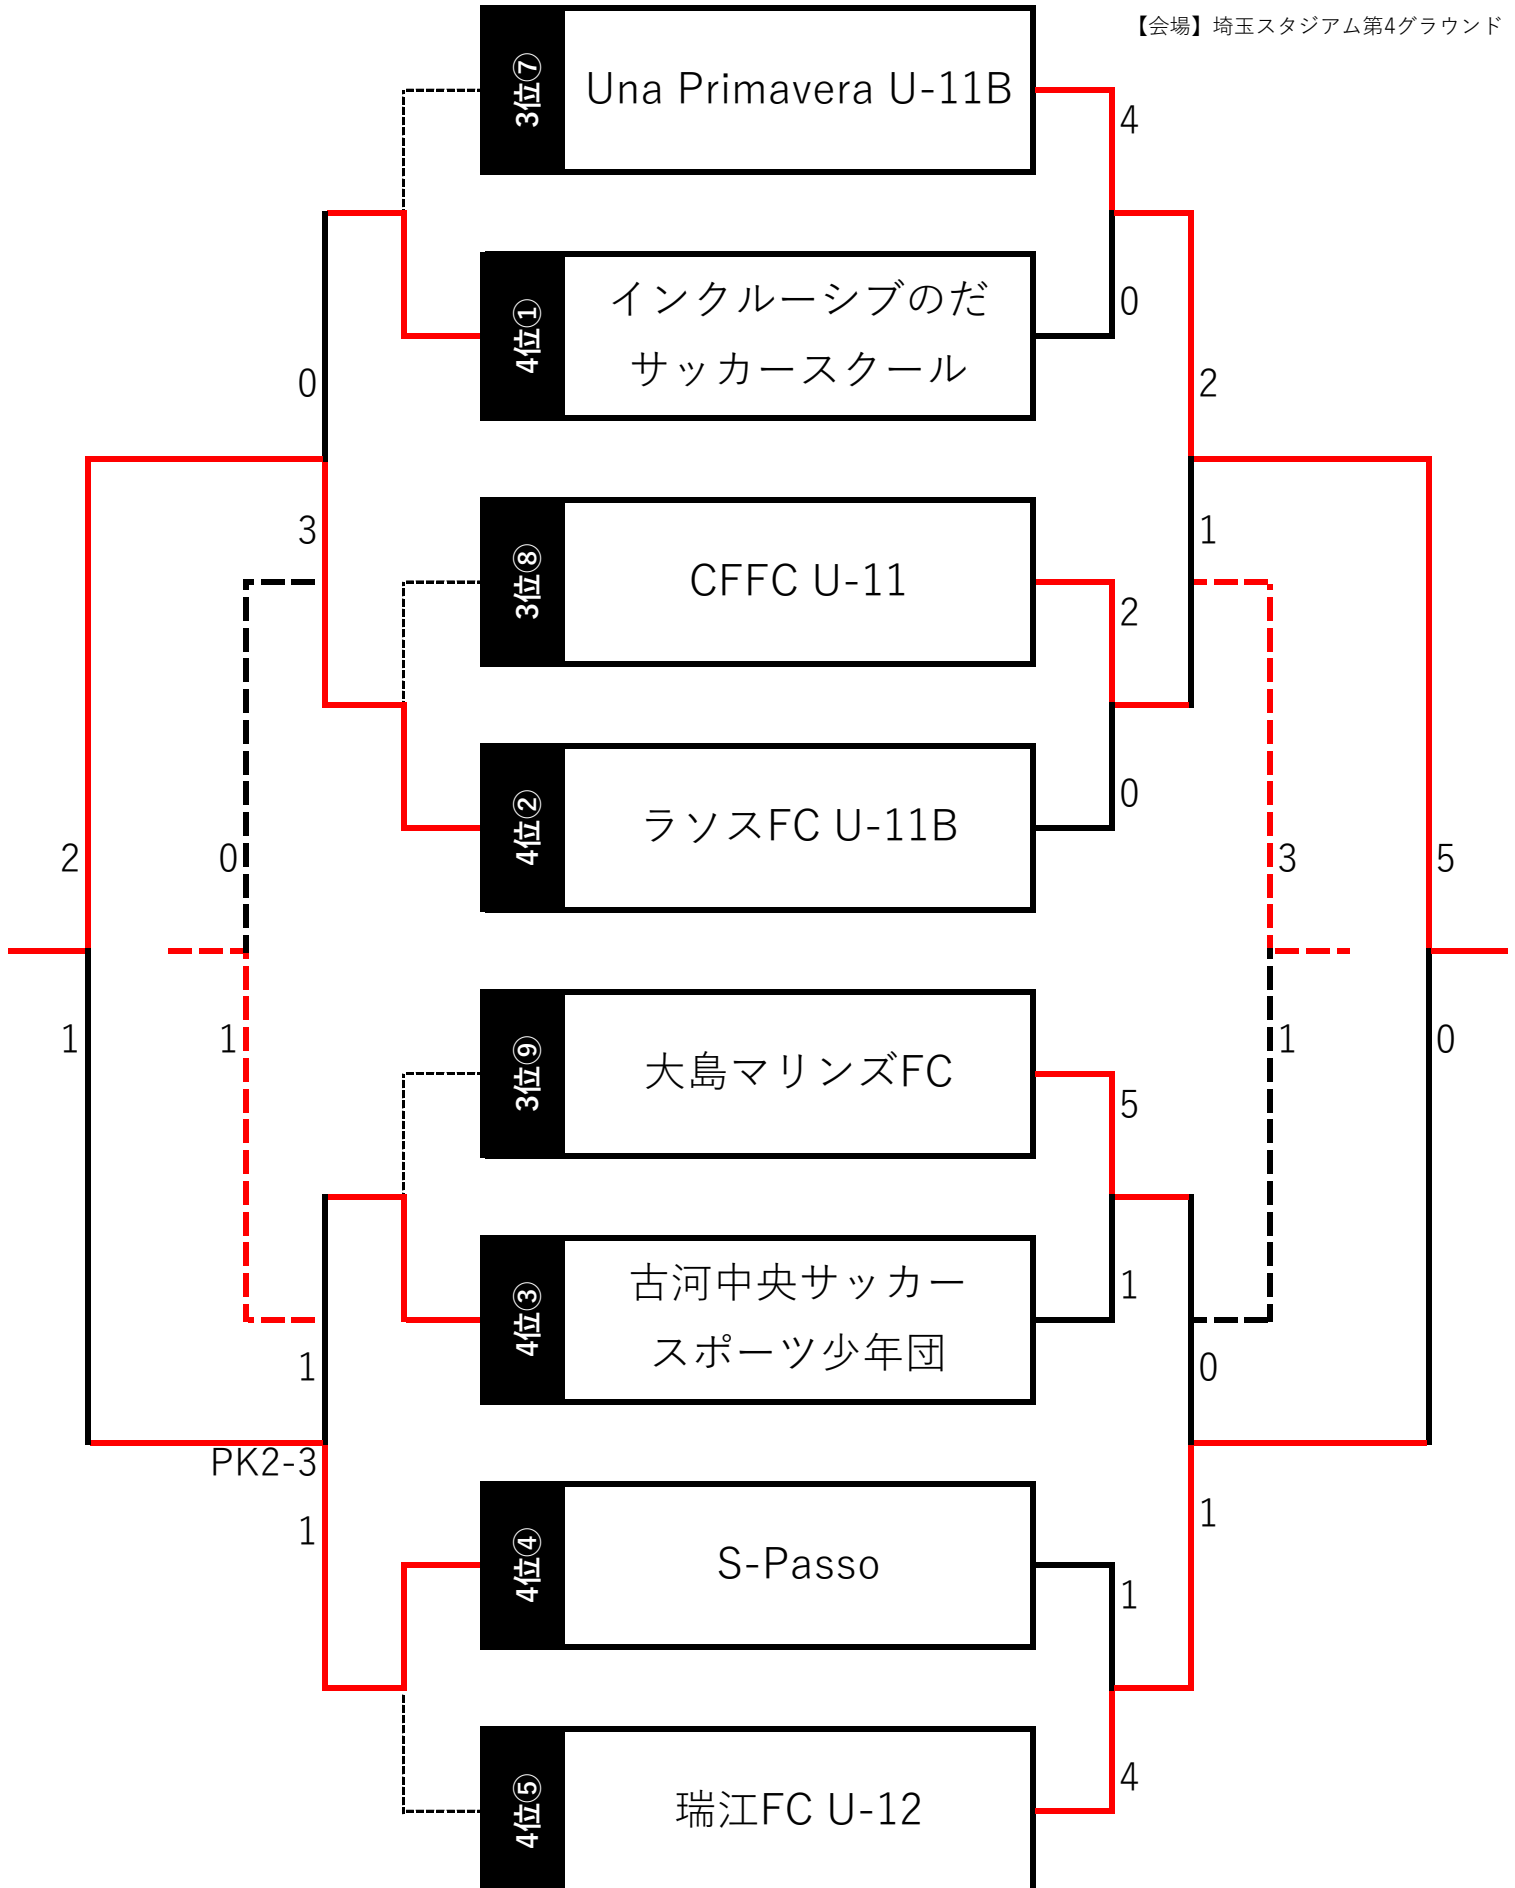 【会場】埼玉スタジアム第4グラウンド
3位⑦
Una Primavera U-11B
4
4位①
インクルーシブのだ
サッカースクール
0
0
2
3
1
3位⑧
CFFC U-11
2
4位②
ラソスFC U-11B
0
2
0
3
5
1
1
1
0
3位⑨
大島マリンズFC
5
4位③
古河中央サッカー
スポーツ少年団
1
1
0
PK2-3
1
1
4位④
S-Passo
1
4位⑤
瑞江FC U-12
4